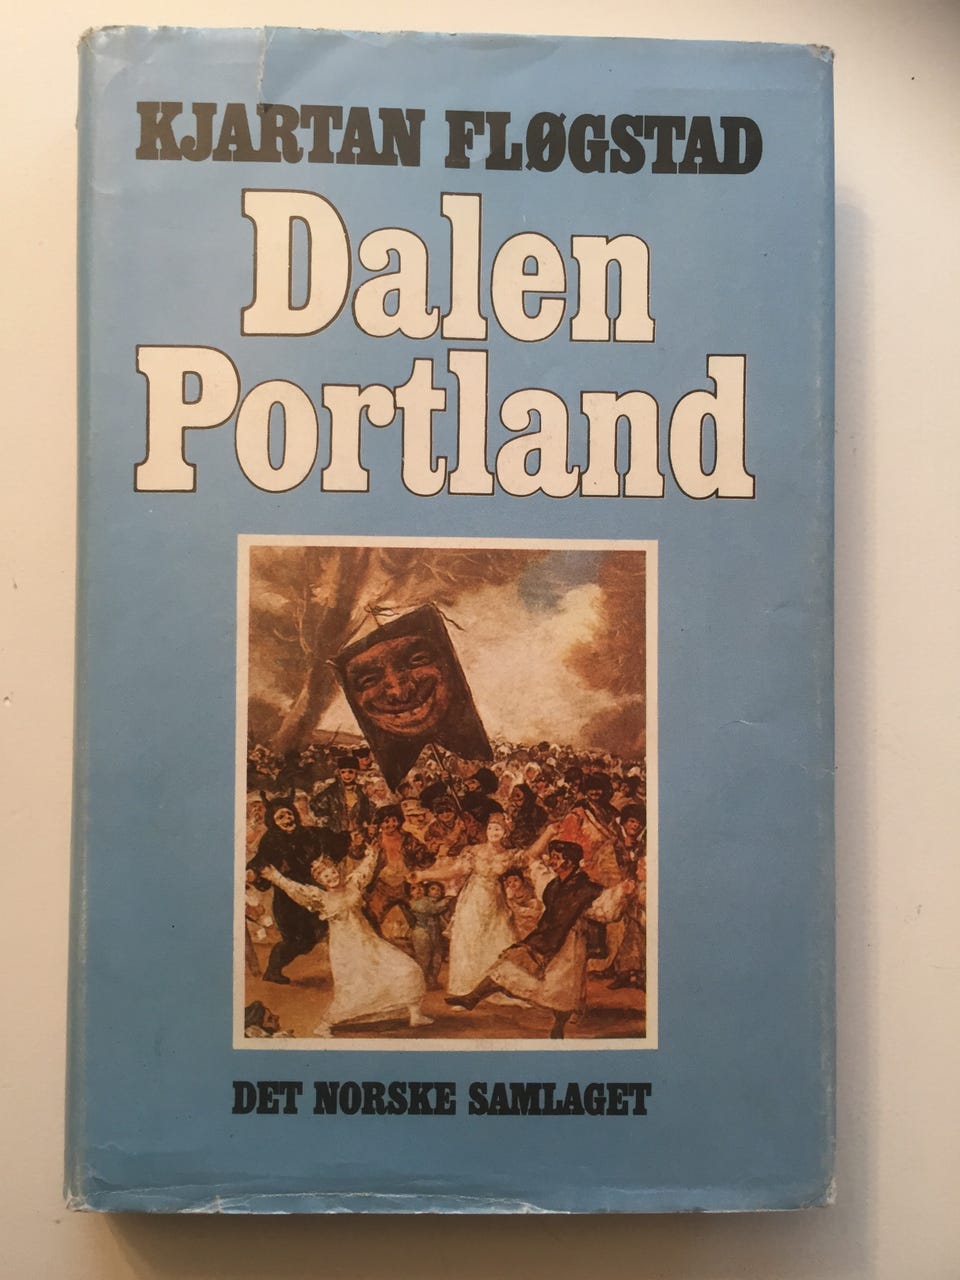 KJARTAN FLØGSTAD
Dalen
Portland
DET NORSKE SAMLAGET